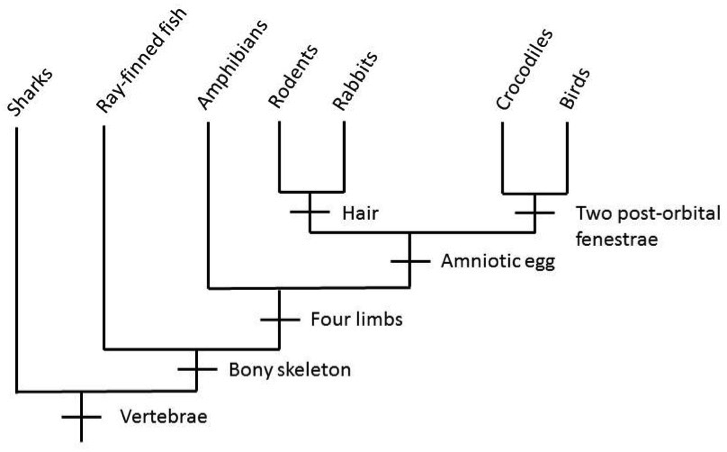 Sharks
Ray-finned fish
Amphibians
Rodents
Rabbits
Crocodiles
Birds
Hair
Two post-orbital
fenestrae
Amniotic egg
Four limbs
Bony skeleton
Vertebrae